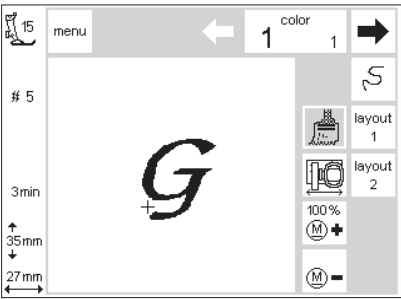 15
menu
color
1
1
# 5
layout
1
layout
2
3min
100%
M +
35mm
M -
27mm
G